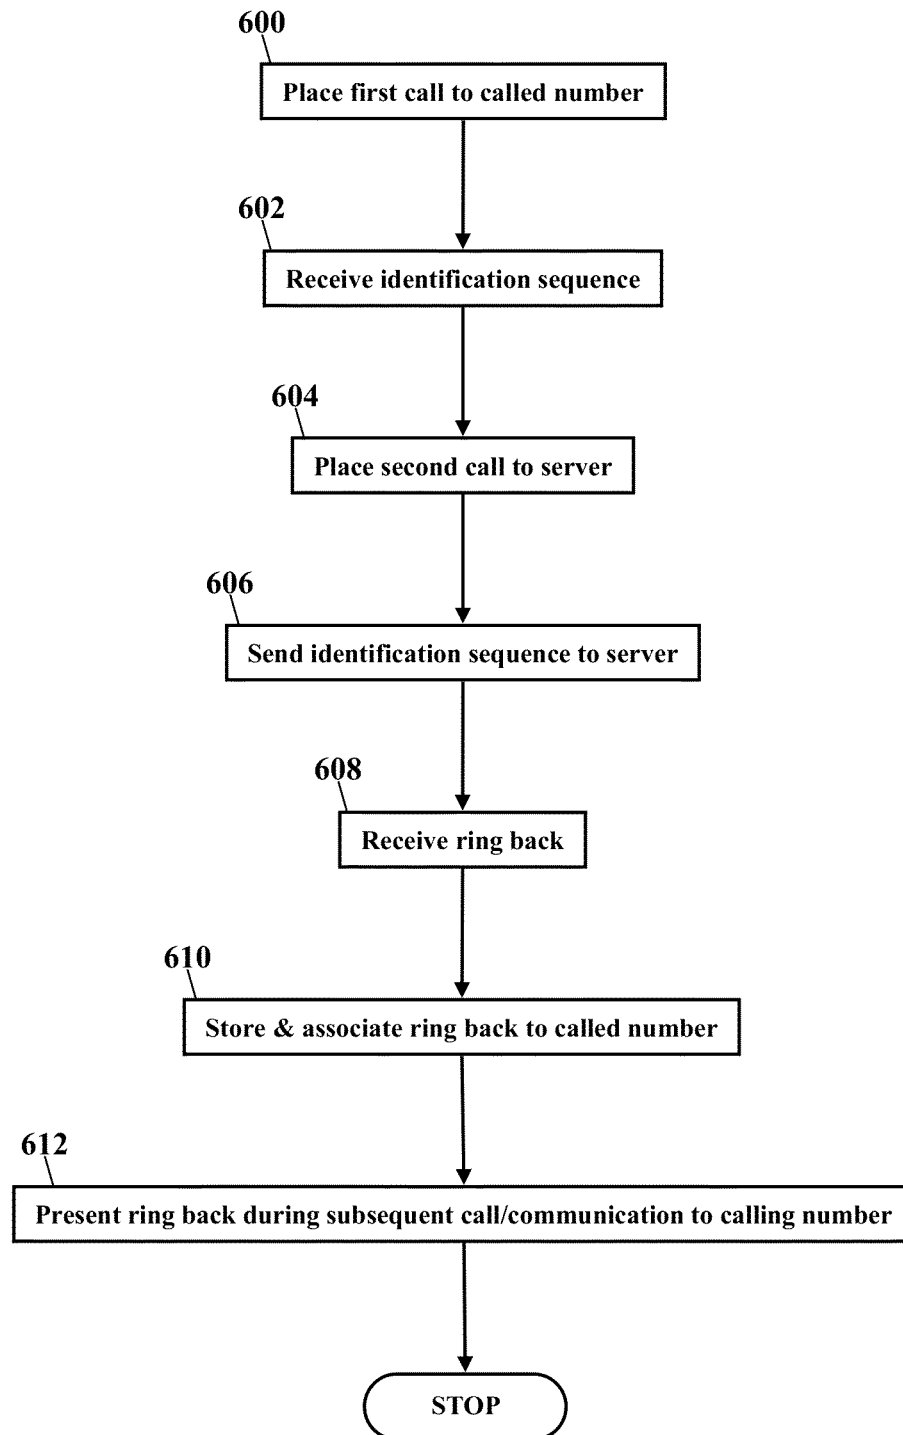 600
Place first call to called number
602
Receive identification sequence
604
Place second call to server
606
Send identification sequence to server
608
Receive ring back
610
Store & associate ring back to called number
612
Present ring back during subsequent call/communication to calling number
STOP